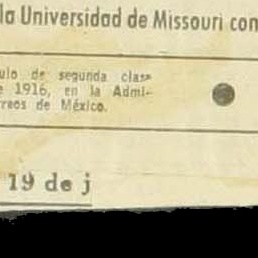 la Universidad de Missouri con
ulo de segunda clas
e 1916, en la Admi-
rreos de México.
19 de j